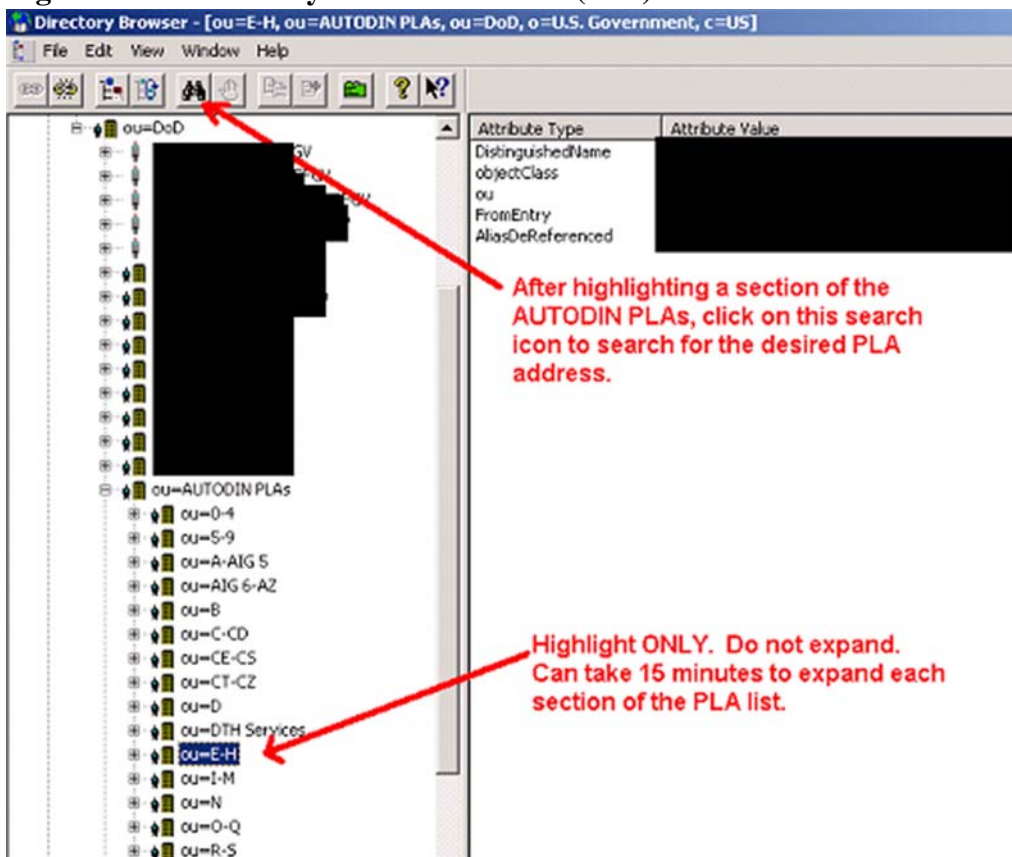 Directory Browser - [ou=E-H, ou=AUTODIN PLAs, ou=DoD, o=U.S. Government, c=US]
File Edit View Window Help
ou=DoD
GV
Attribute Type Attribute Value
DistinguishedName
objectClass
ou
FromEntry
AliasDeReferenced
After highlighting a section of the
AUTODIN PLAs, click on this search
icon to search for the desired PLA
address.
ou=AUTODIN PLAs
ou=0-4
ou=5-9
ou=A-AIG 5
ou=AIG 6-AZ
ou=B
ou=C-CD
ou=CE-CS
ou=CT-CZ
ou=D
ou=DTH Services
ou=E-H
ou=I-M
ou=N
ou=O-Q
ou=R-S
Highlight ONLY. Do not expand.
Can take 15 minutes to expand each
section of the PLA list.